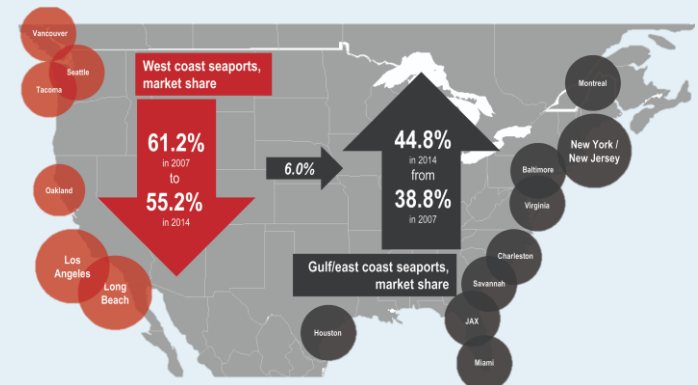 Vancouver
Seattle
Tacoma
Oakland
Los
Angeles
Long
Beach
West coast seaports,
market share
61.2%
in 2007
to
55.2%
in 2014
6.0%
44.8%
in 2014
from
38.8%
in 2007
Gulf/east coast seaports,
market share
Montreal
New York /
New Jersey
Baltimore
Virginia
Charleston
Savannah
JAX
Miami
Houston